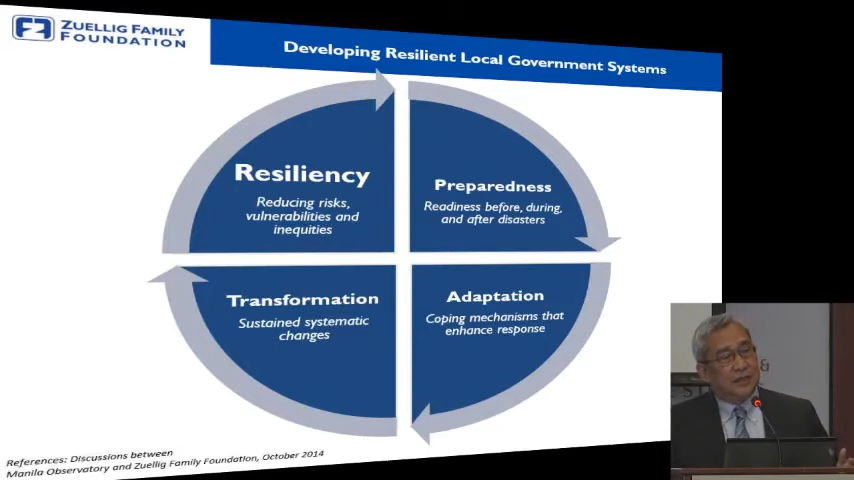 ZUELLIG FAMILY
FOUNDATION
Developing Resilient Local Government Systems
Resiliency
Reducing risks,
vulnerabilities and
inequities
Preparedness
Readiness before, during,
and after disasters
Transformation
Sustained systematic
changes
Adaptation
Coping mechanisms that
enhance response
References: Discussions between
Manila Observatory and Zuellig Family Foundation, October 2014